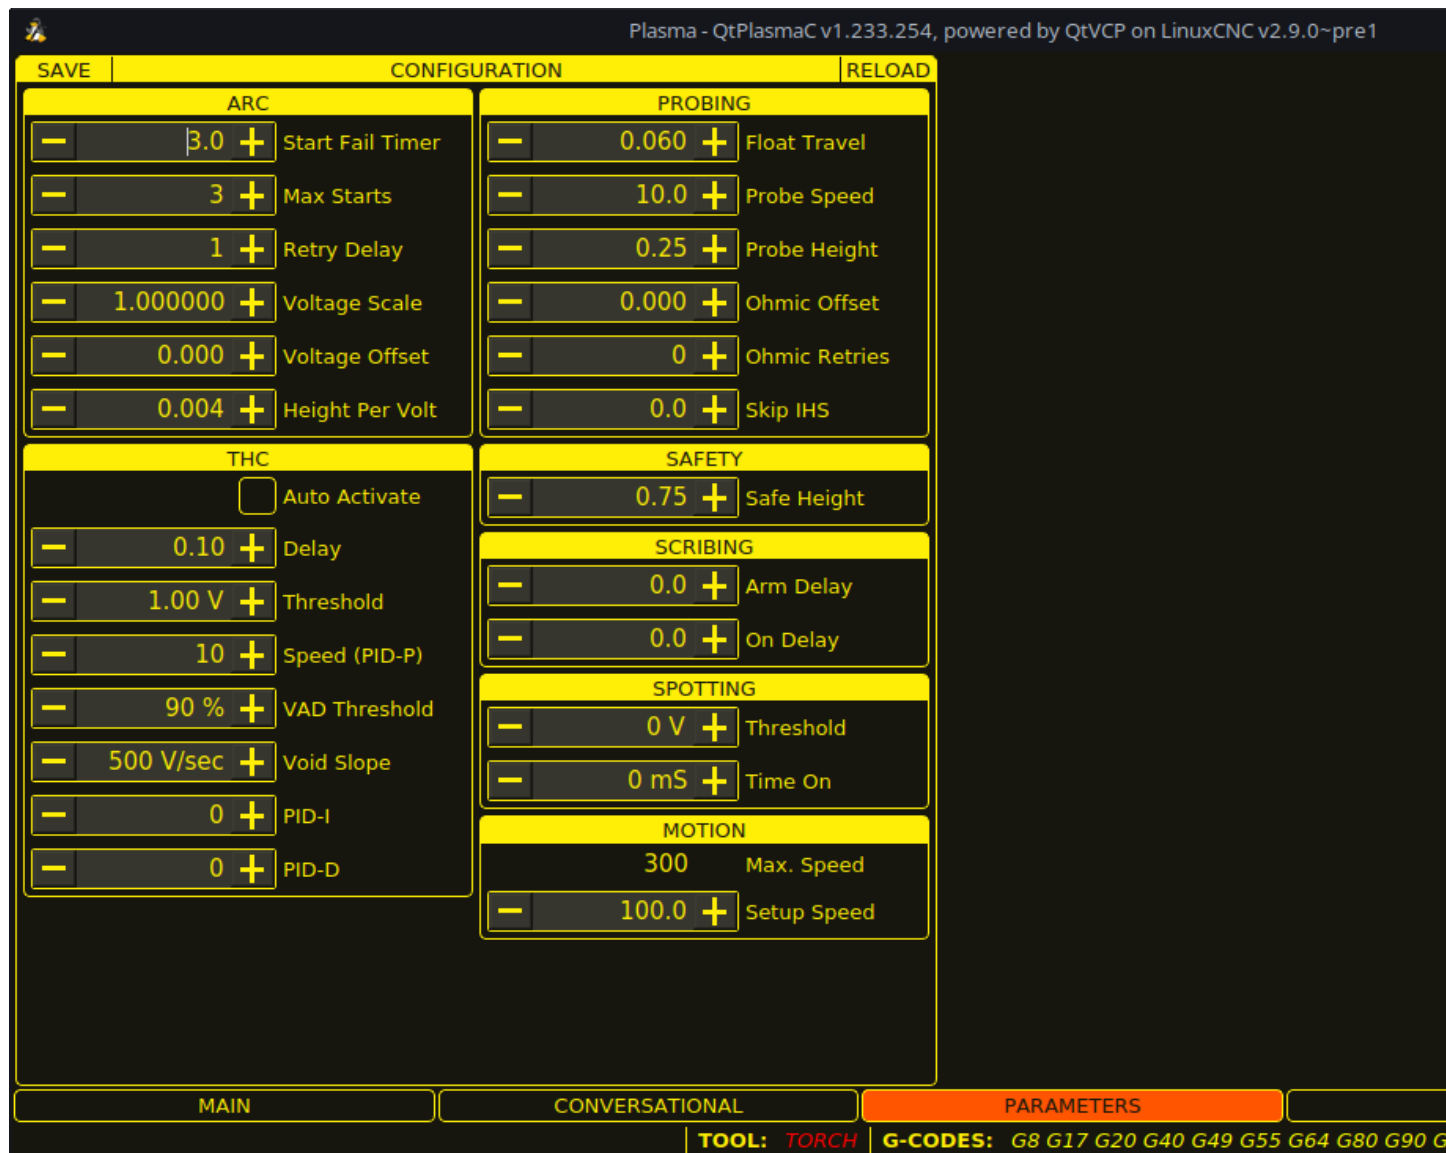 Plasma - QtPlasmaC v1.233.254, powered by QtVCP on LinuxCNC v2.9.0~pre1
SAVE CONFIGURATION RELOAD
ARC
3.0 Start Fail Timer
3 Max Starts
1 Retry Delay
1.000000 Voltage Scale
0.000 Voltage Offset
0.004 Height Per Volt
PROBING
0.060 Float Travel
10.0 Probe Speed
0.25 Probe Height
0.000 Ohmic Offset
0 Ohmic Retries
0.0 Skip IHS
THC
Auto Activate
0.10 Delay
1.00 V Threshold
10 Speed (PID-P)
90 % VAD Threshold
500 V/sec Void Slope
0 PID-I
0 PID-D
SAFETY
0.75 Safe Height
SCRIBING
0.0 Arm Delay
0.0 On Delay
SPOTTING
0 V Threshold
0 mS Time On
MOTION
300 Max. Speed
100.0 Setup Speed
MAIN CONVERSATIONAL PARAMETERS
TOOL: TORCH G-CODES: G8 G17 G20 G40 G49 G55 G64 G80 G90 G